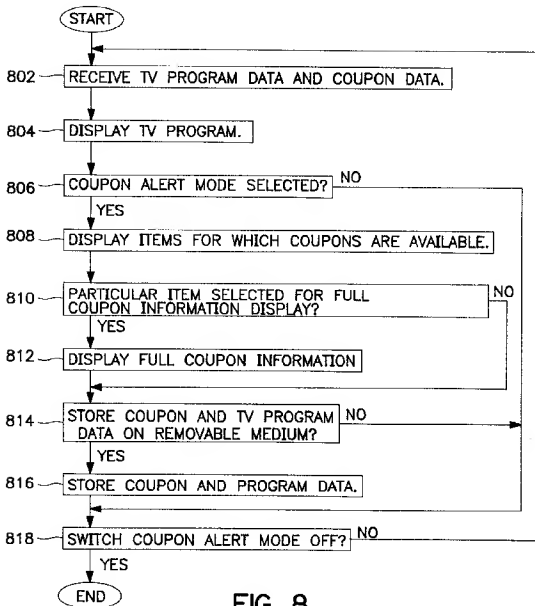 START
802 RECEIVE TV PROGRAM DATA AND COUPON DATA.
804 DISPLAY TV PROGRAM.
806 COUPON ALERT MODE SELECTED? NO
YES
808 DISPLAY ITEMS FOR WHICH COUPONS ARE AVAILABLE.
810 PARTICULAR ITEM SELECTED FOR FULL NO
COUPON INFORMATION DISPLAY?
YES
812 DISPLAY FULL COUPON INFORMATION
814 STORE COUPON AND TV PROGRAM NO
DATA ON REMOVABLE MEDIUM?
YES
816 STORE COUPON AND PROGRAM DATA.
818 SWITCH COUPON ALERT MODE OFF? NO
YES
END
FIG. 8